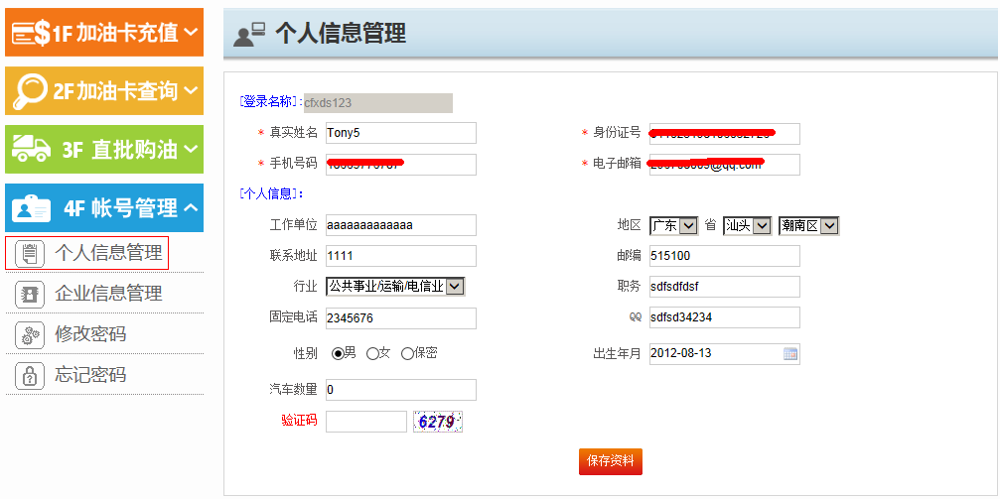 1F 加油卡充值
2F 加油卡查询
3F 直批购油
4F 帐号管理
个人信息管理
企业信息管理
修改密码
忘记密码
个人信息管理
[登录名称]: cfxds123
* 真实姓名 Tony5 * 身份证号
* 手机号码 * 电子邮箱 @qq.com
[个人信息]:
工作单位 aaaaaaaaaaaaa 地区 广东 省 汕头 潮南区
联系地址 1111 邮编 515100
行业 公共事业/运输/电信业 职务 sdfsdfdsf
固定电话 2345676 QQ sdfsd34234
性别 男 女 保密 出生年月 2012-08-13
汽车数量 0
验证码 6279
保存资料